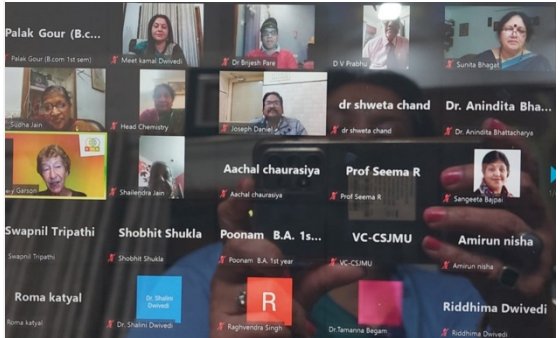 Palak Gour (B.c...
Palak Gour (B.com 1st sem)
Meet kamal Dwivedi
Dr Brijesh Pare
D V Prabhu
Sunita Bhagat
Sudha Jain
Head Chemistry
Joseph Daniel
dr shweta chand
dr shweta chand
Dr. Anindita Bha...
Dr. Anindita Bhattacharya
Garson
Shailendra Jain
Aachal chaurasiya
Aachal chaurasiya
Prof Seema R
Prof Seema R
Sangeeta Bajpai
Swapnil Tripathi
Swapnil Tripathi
Shobhit Shukla
Shobhit Shukla
Poonam B.A. 1s...
Poonam B.A. 1st year
VC-CSJMU
VC-CSJMU
Amirun nisha
Amirun nisha
Roma katyal
Roma katyal
Dr. Shalini
Dwivedi
Dr. Shalini Dwivedi
R
Raghvendra Singh
Dr.Tamanna Begam
Riddhima Dwivedi
Riddhima Dwivedi